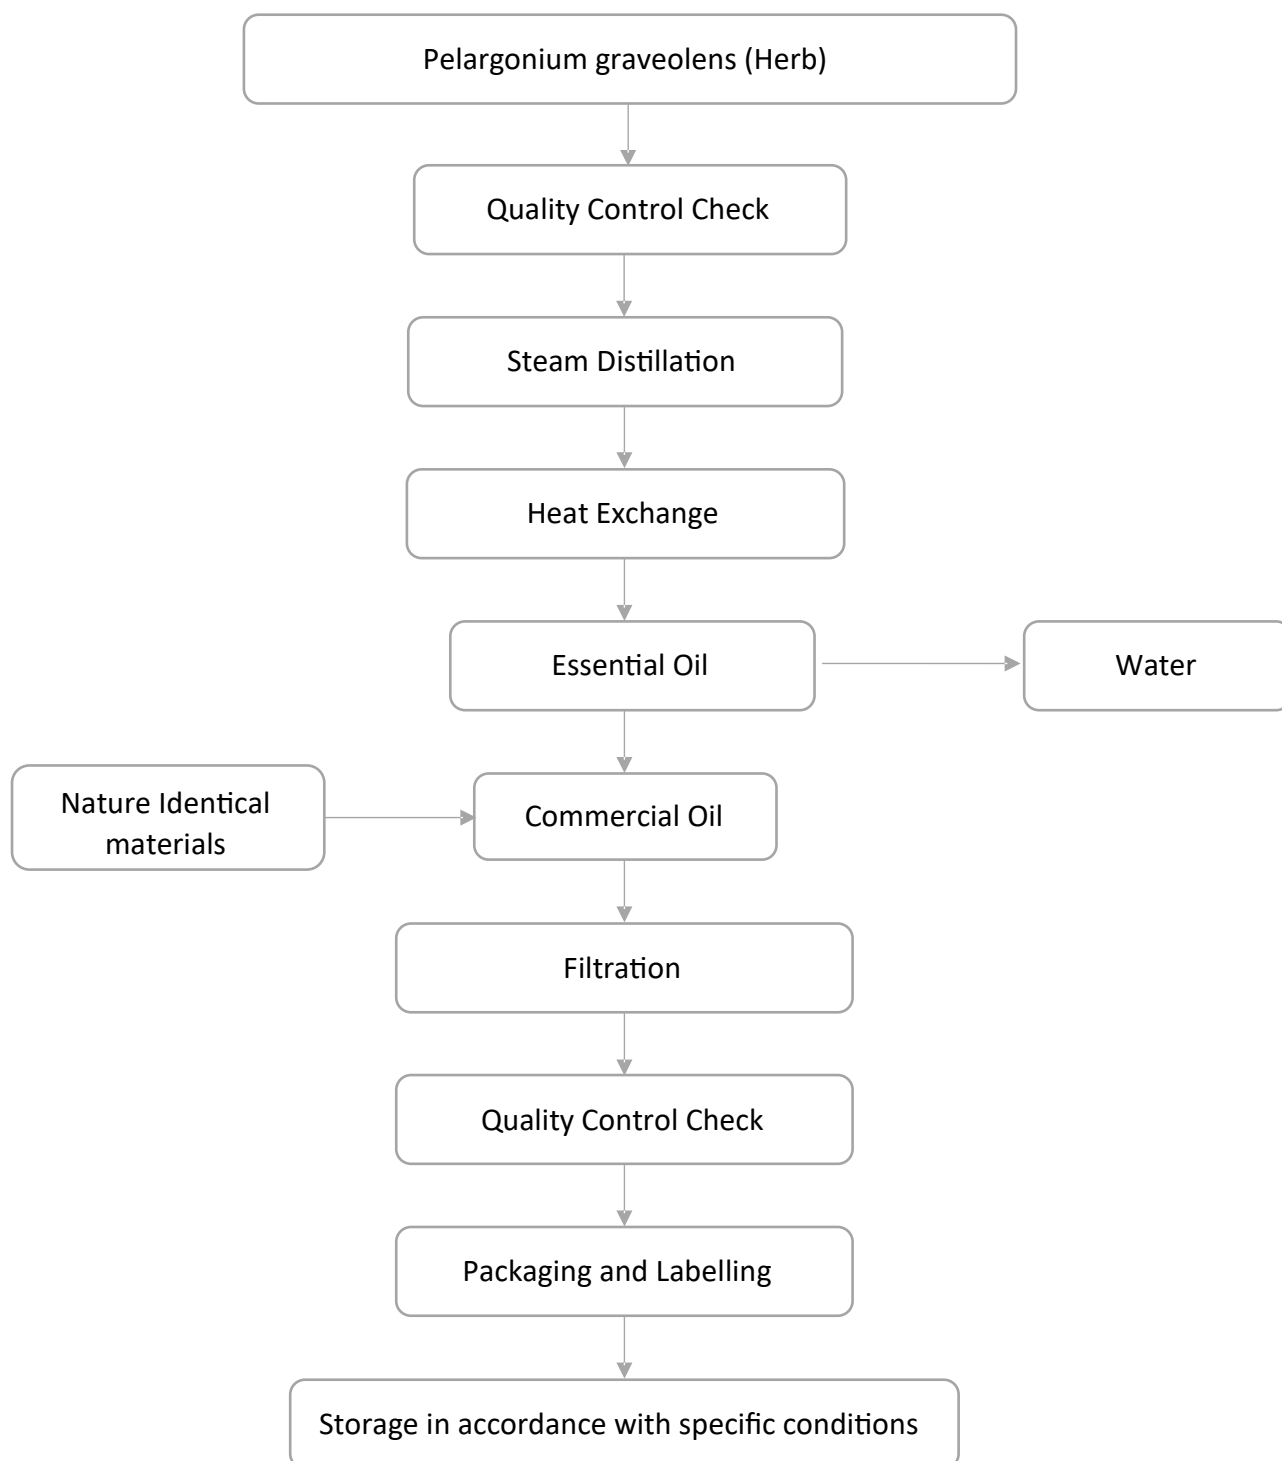 Pelargonium graveolens (Herb)
Quality Control Check
Steam Distillation
Heat Exchange
Essential Oil
Water
Nature Identical
materials
Commercial Oil
Filtration
Quality Control Check
Packaging and Labelling
Storage in accordance with specific conditions